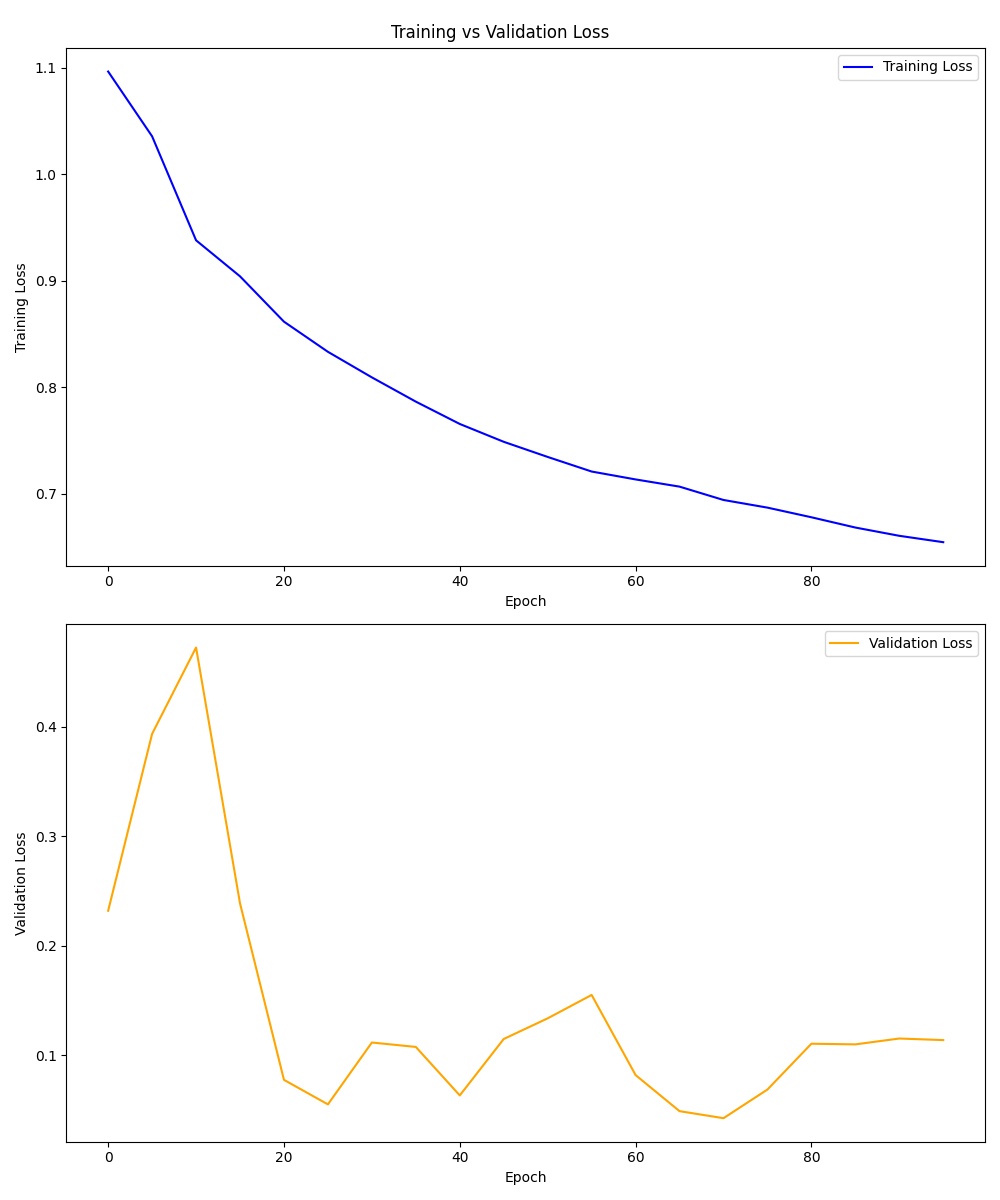 Training vs Validation Loss
Training Loss
1.1
1.0
0.9
0.8
0.7
Training Loss
0 20 40 60 80
Epoch
Validation Loss
0.4
0.3
0.2
0.1
Validation Loss
0 20 40 60 80
Epoch